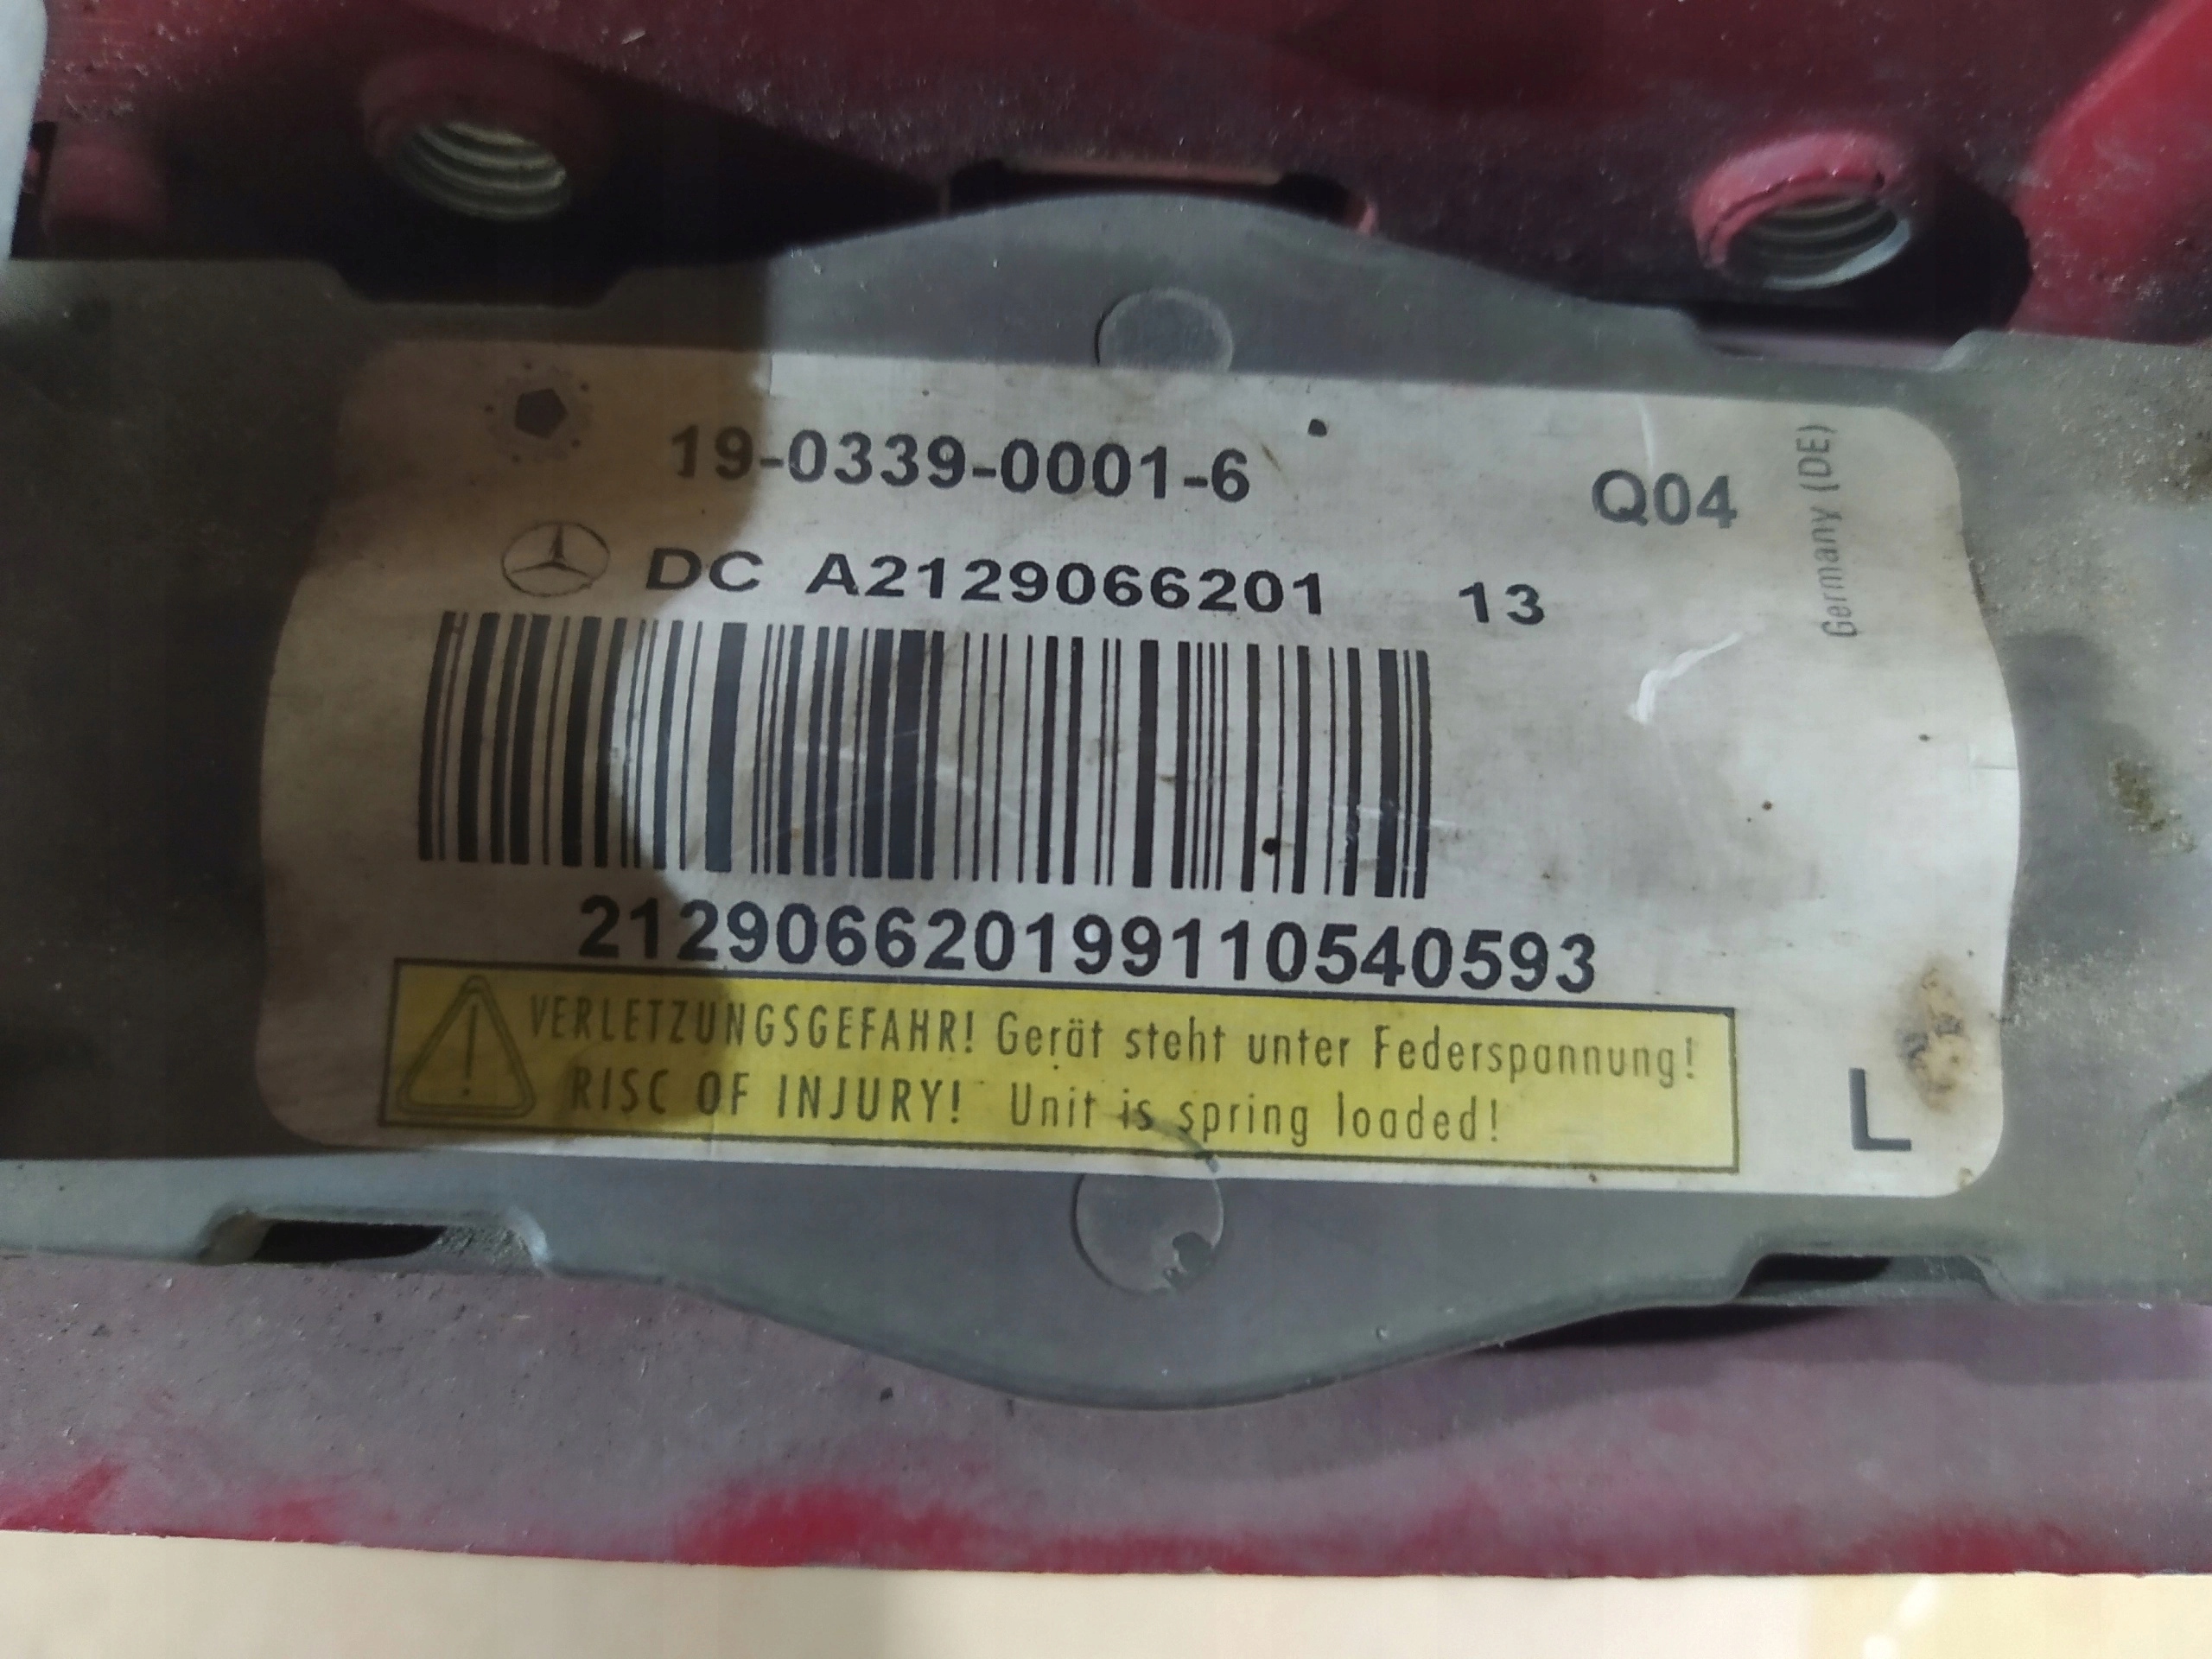 19-0339-0001-6
Q04
Germany (DE)
DC A2129066201 13
212906620199110540593
VERLETZUNGSGEFAHR! Gerät steht unter Federspannung!
RISC OF INJURY! Unit is spring loaded!
L